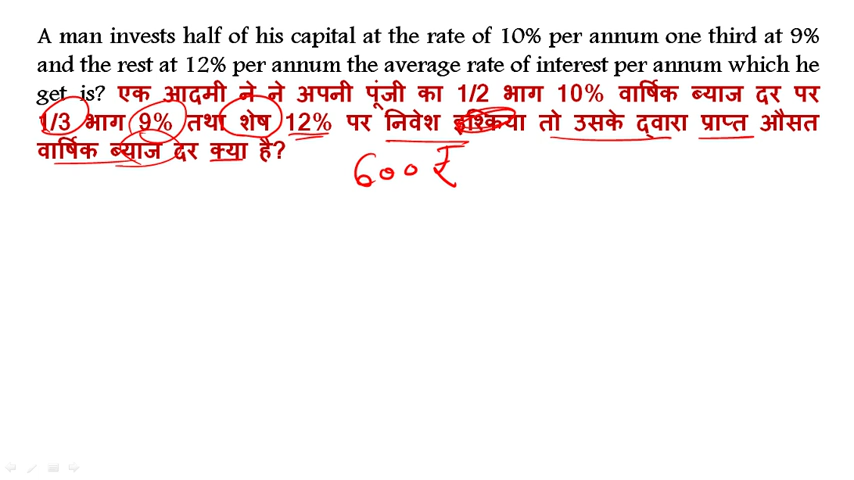 A man invests half of his capital at the rate of 10% per annum one third at 9%
and the rest at 12% per annum the average rate of interest per annum which he
get is? एक आदमी ने ने अपनी पूंजी का 1/2 भाग 10% वार्षिक ब्याज दर पर
1/3 भाग 9% तथा शेष 12% पर निवेश तो उसके द्वारा प्राप्त औसत
वार्षिक ब्याज दर क्या है?
600 ₹